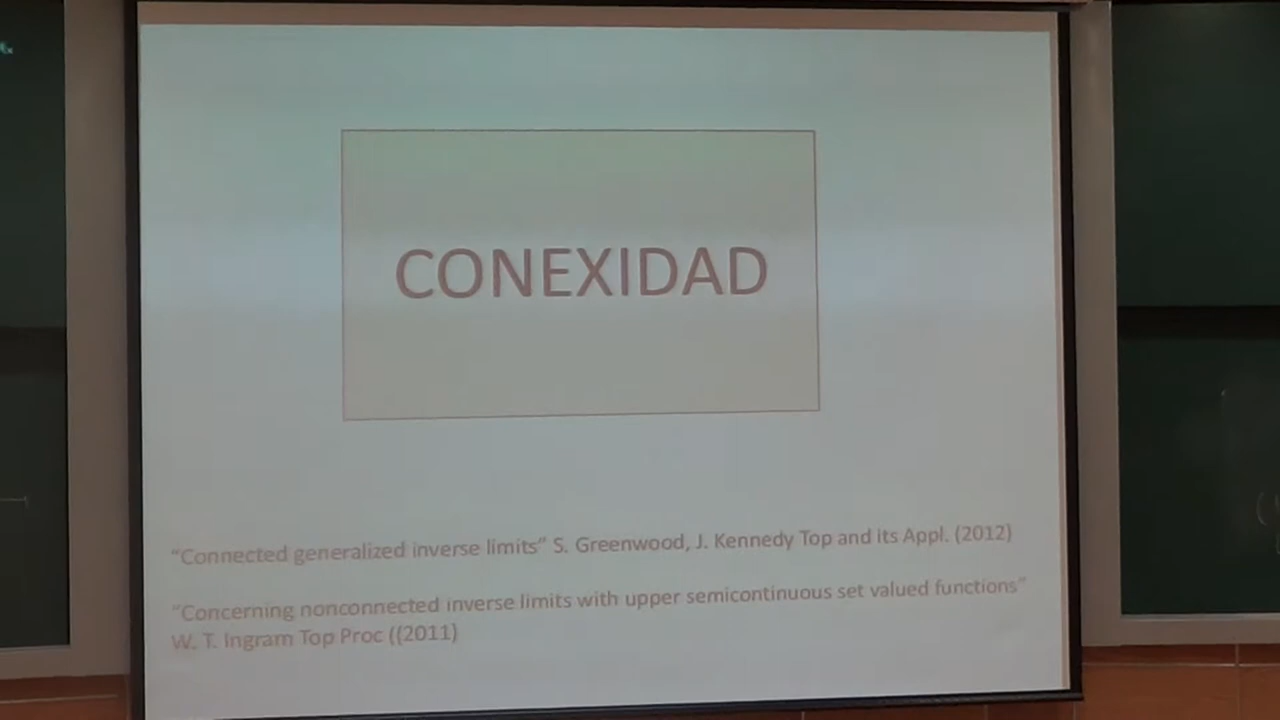 CONEXIDAD
“Connected generalized inverse limits” S. Greenwood, J. Kennedy Top and its Appl. (2012)
“Concerning nonconnected inverse limits with upper semicontinuous set valued functions”
W. T. Ingram Top Proc ((2011)